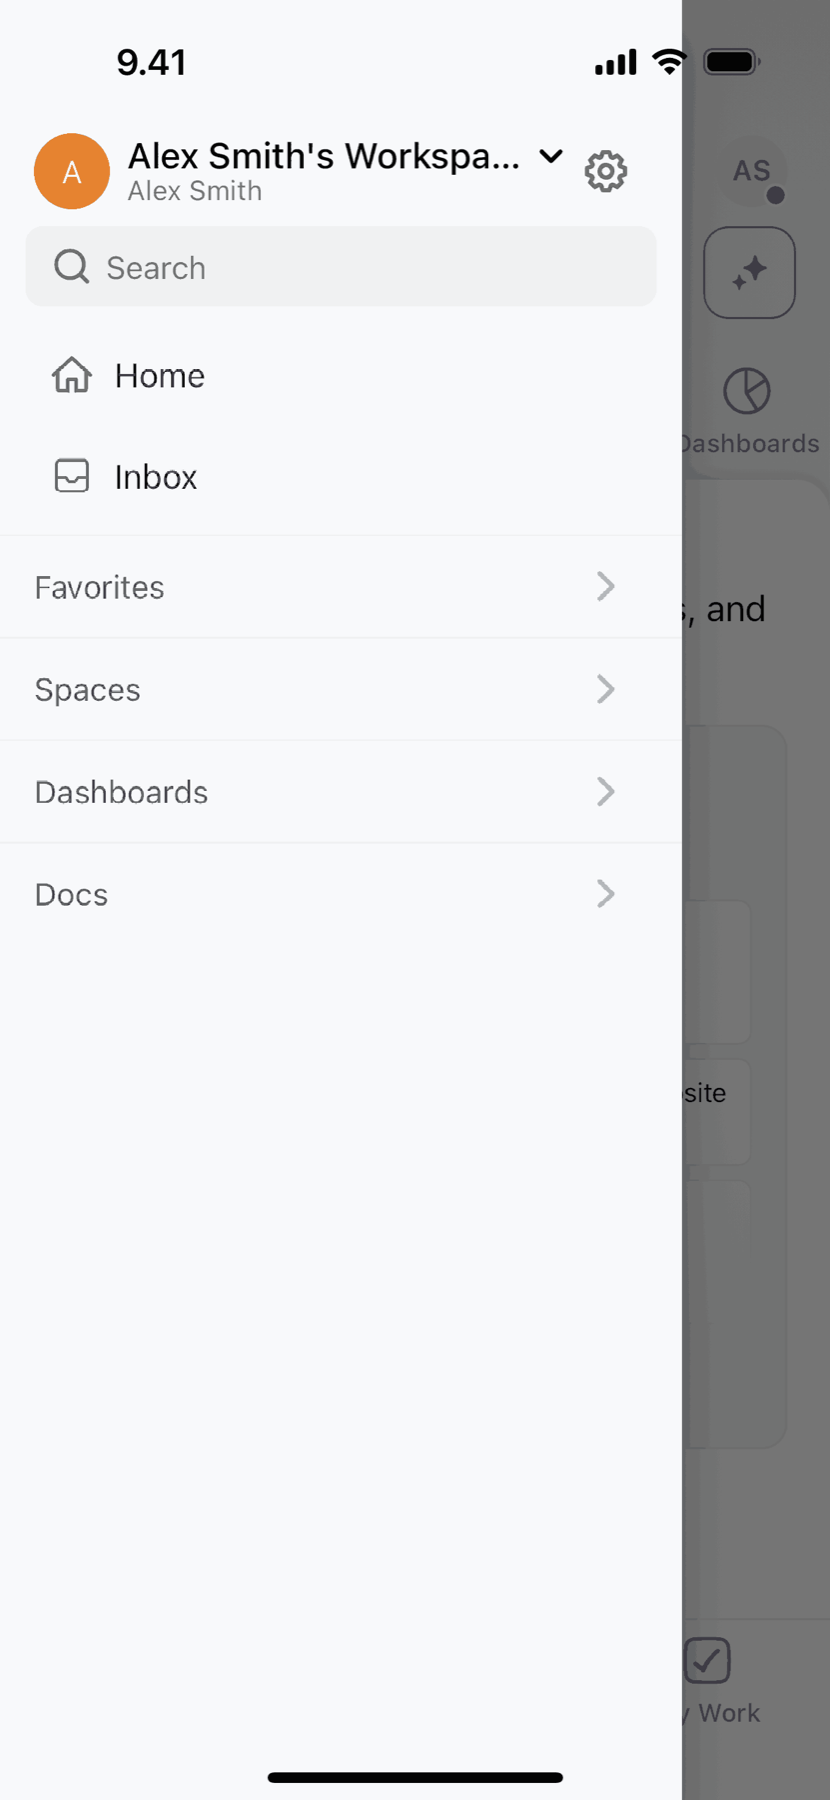 9.41
A
Alex Smith's Workspa...
Alex Smith
AS
Search
Home
Dashboards
Inbox
Favorites
, and
Spaces
Dashboards
Docs
site
Work